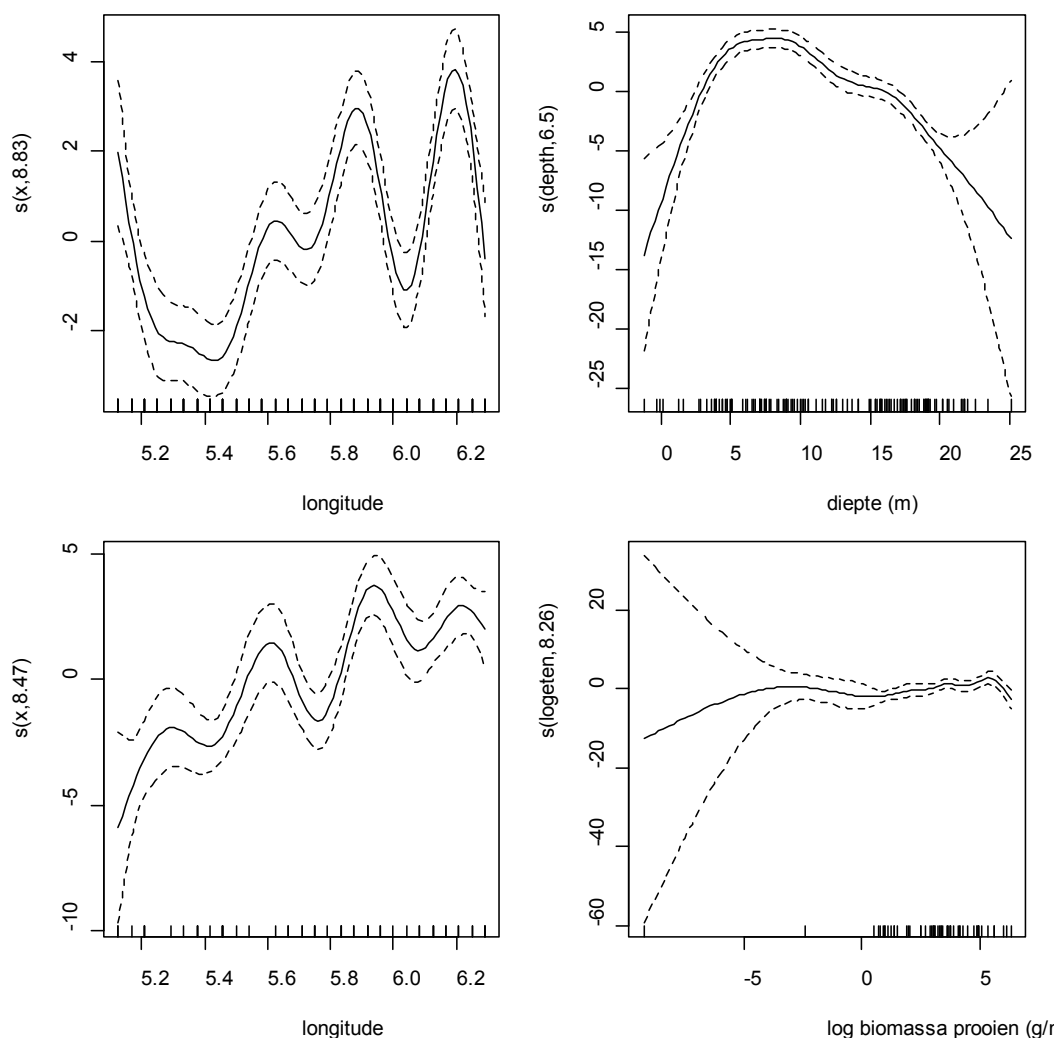 s(x,8.83)
4
2
0
-2
5.2 5.4 5.6 5.8 6.0 6.2
longitude
s(depth,6.5)
5
0
-5
-10
-15
-20
-25
0 5 10 15 20 25
diepte (m)
s(x,8.47)
5
0
-5
-10
5.2 5.4 5.6 5.8 6.0 6.2
longitude
s(logeten,8.26)
20
0
-20
-40
-60
-5 0 5
log biomassa prooien (g/r